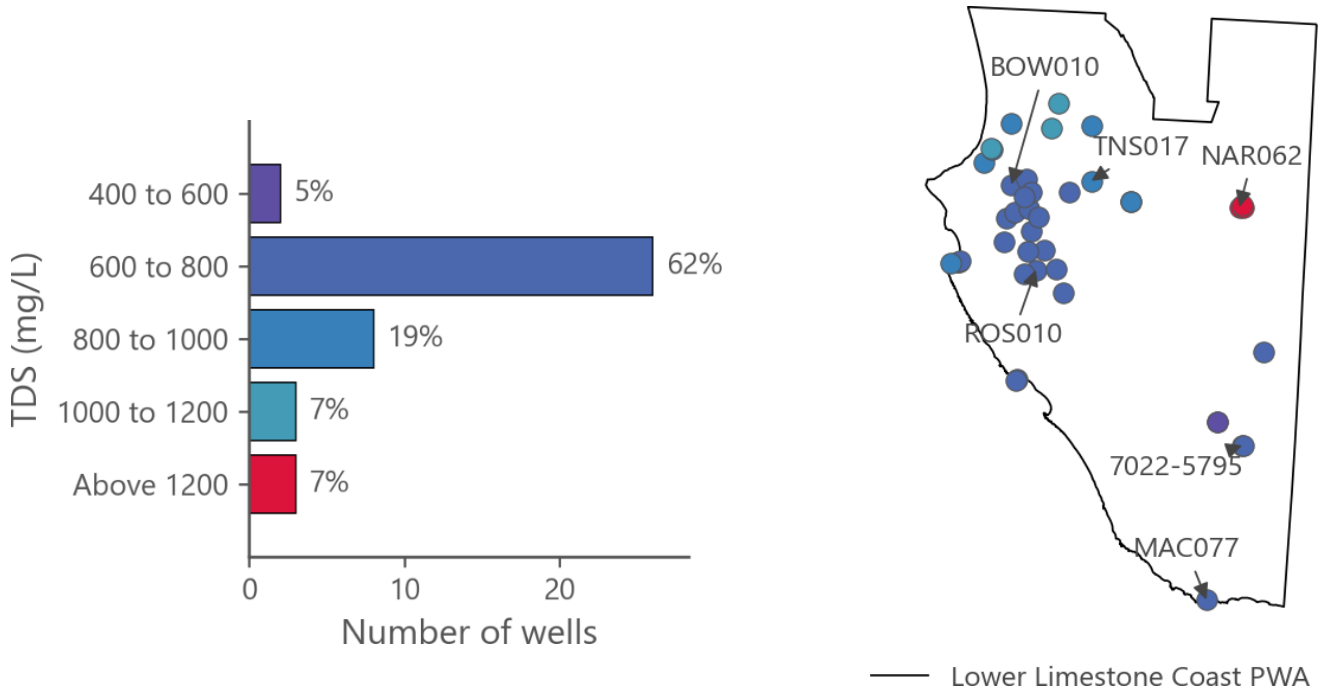 TDS (mg/L)
400 to 600
5%
600 to 800
62%
800 to 1000
19%
1000 to 1200
7%
Above 1200
7%
0
10
20
Number of wells
BOW010
TNS017
NAR062
ROS010
7022-5795
MAC077
Lower Limestone Coast PWA